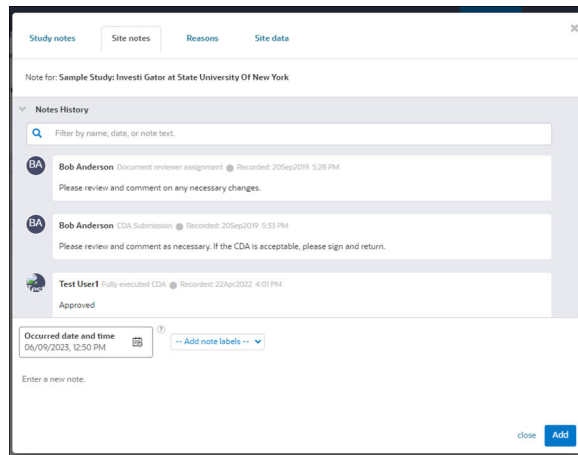 Study notes Site notes Reasons Site data
Note for: Sample Study: Investi Gator at State University Of New York
Notes History
Filter by name, date, or note text.
BA Bob Anderson Document reviewer assignment Recorded: 20Sep2019 5:28 PM
Please review and comment on any necessary changes.
BA Bob Anderson CDA Submission Recorded: 20Sep2019 5:33 PM
Please review and comment as necessary. If the CDA is acceptable, please sign and return.
Test User1 Fully executed CDA Recorded: 22Apr2022 4:01 PM
Approved
Occurred date and time
06/09/2023, 12:50 PM
?
-- Add note labels --
Enter a new note.
close Add